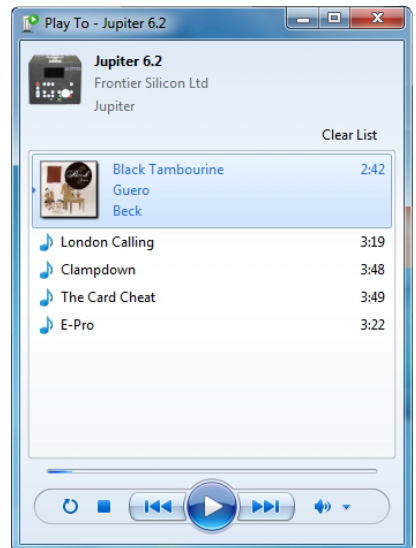 Play To - Jupiter 6.2
Jupiter 6.2
Frontier Silicon Ltd
Jupiter
Clear List
Black Tambourine 2:42
Guero
Beck
London Calling 3:19
Clampdown 3:48
The Card Cheat 3:49
E-Pro 3:22